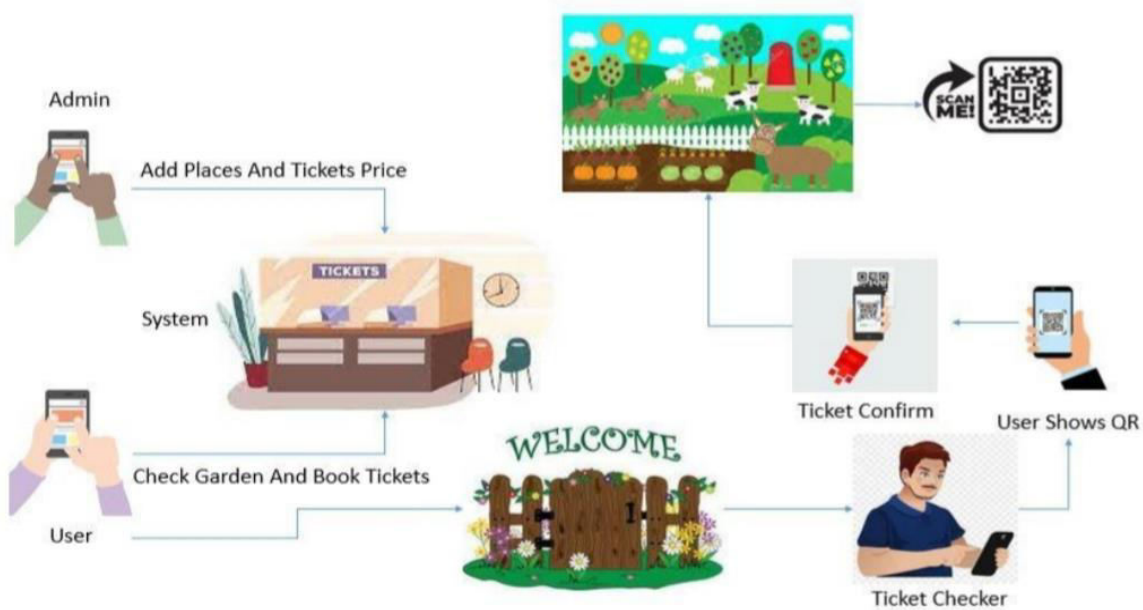 Admin
Add Places And Tickets Price
SCAN
ME!
TICKETS
System
Ticket Confirm
User Shows QR
WELCOME
Check Garden And Book Tickets
User
Ticket Checker